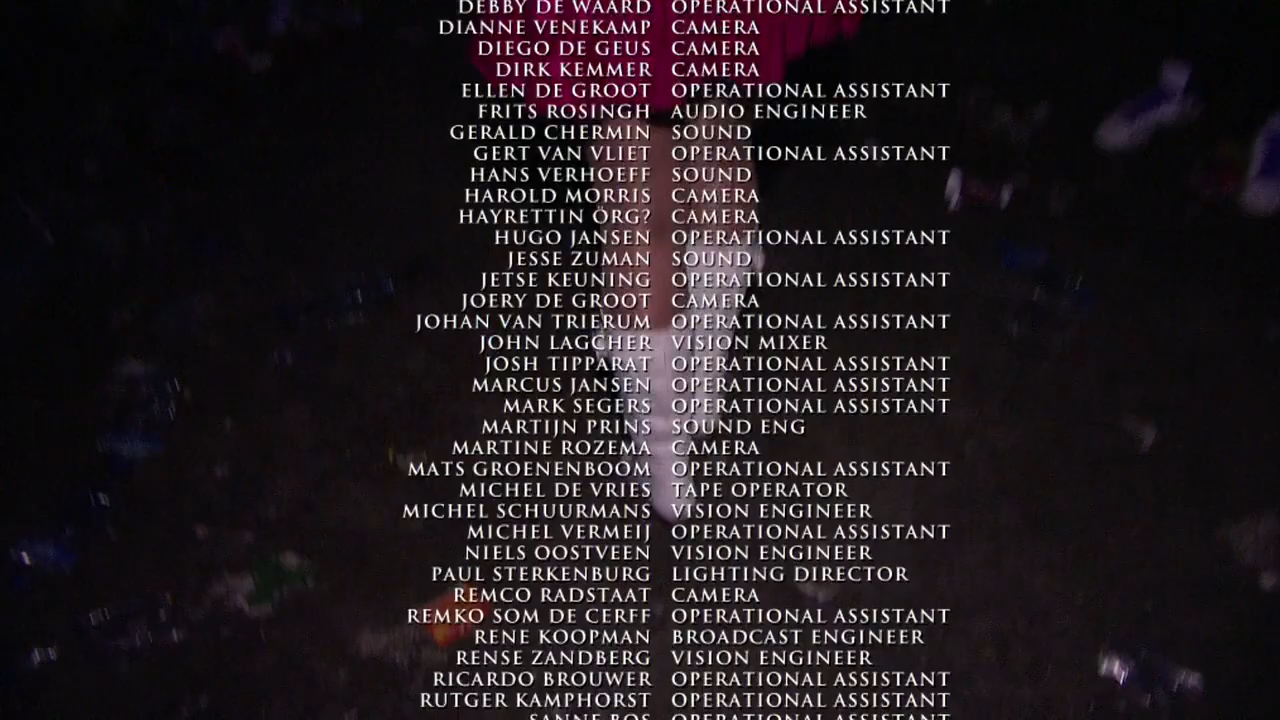 DEBBY DE WAARD OPERATIONAL ASSISTANT
DIANNE VENEKAMP CAMERA
DIEGO DE GEUS CAMERA
DIRK KEMMER CAMERA
ELLEN DE GROOT OPERATIONAL ASSISTANT
FRITS ROSINGH AUDIO ENGINEER
GERALD CHERMIN SOUND
GERT VAN VLIET OPERATIONAL ASSISTANT
HANS VERHOEFF SOUND
HAROLD MORRIS CAMERA
HAYRETTIN ÖRG? CAMERA
HUGO JANSEN OPERATIONAL ASSISTANT
JESSE ZUMAN SOUND
JETSE KEUNING OPERATIONAL ASSISTANT
JOERY DE GROOT CAMERA
JOHAN VAN TRIERUM OPERATIONAL ASSISTANT
JOHN LAGCHER VISION MIXER
JOSH TIPPARAT OPERATIONAL ASSISTANT
MARCUS JANSEN OPERATIONAL ASSISTANT
MARK SEGERS OPERATIONAL ASSISTANT
MARTIJN PRINS SOUND ENG
MARTINE ROZEMA CAMERA
MATS GROENENBOOM OPERATIONAL ASSISTANT
MICHEL DE VRIES TAPE OPERATOR
MICHEL SCHUURMANS VISION ENGINEER
MICHEL VERMEIJ OPERATIONAL ASSISTANT
NIELS OOSTVEEN VISION ENGINEER
PAUL STERKENBURG LIGHTING DIRECTOR
REMCO RADSTAAT CAMERA
REMKO SOM DE CERFF OPERATIONAL ASSISTANT
RENE KOOPMAN BROADCAST ENGINEER
RENSE ZANDBERG VISION ENGINEER
RICARDO BROUWER OPERATIONAL ASSISTANT
RUTGER KAMPHORST OPERATIONAL ASSISTANT
SANNE BOS OPERATIONAL ASSISTANT